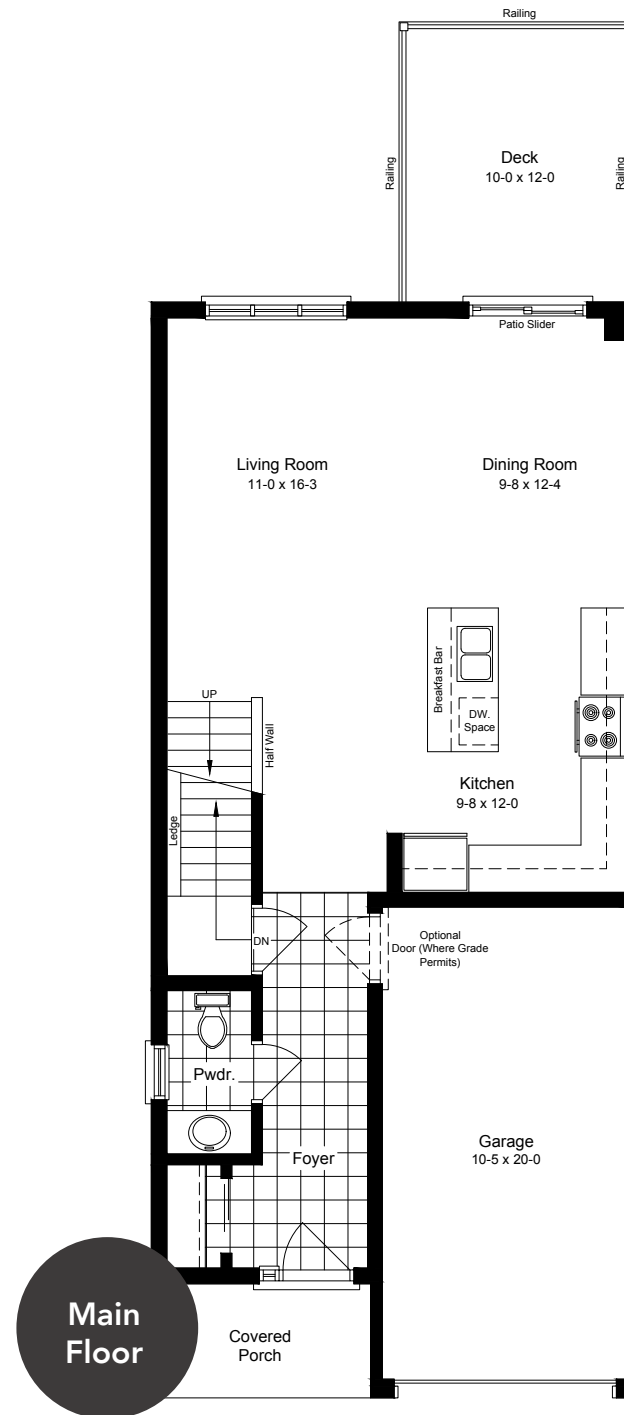 Railing
Railing
Deck
10-0 x 12-0
Railing
Patio Slider
Living Room
11-0 x 16-3
Dining Room
9-8 x 12-4
Breakfast Bar
DW.
Space
UP
Half Wall
Ledge
Kitchen
9-8 x 12-0
DN
Optional
Door (Where Grade
Permits)
Pwdr.
Foyer
Garage
10-5 x 20-0
Covered
Porch
Main
Floor